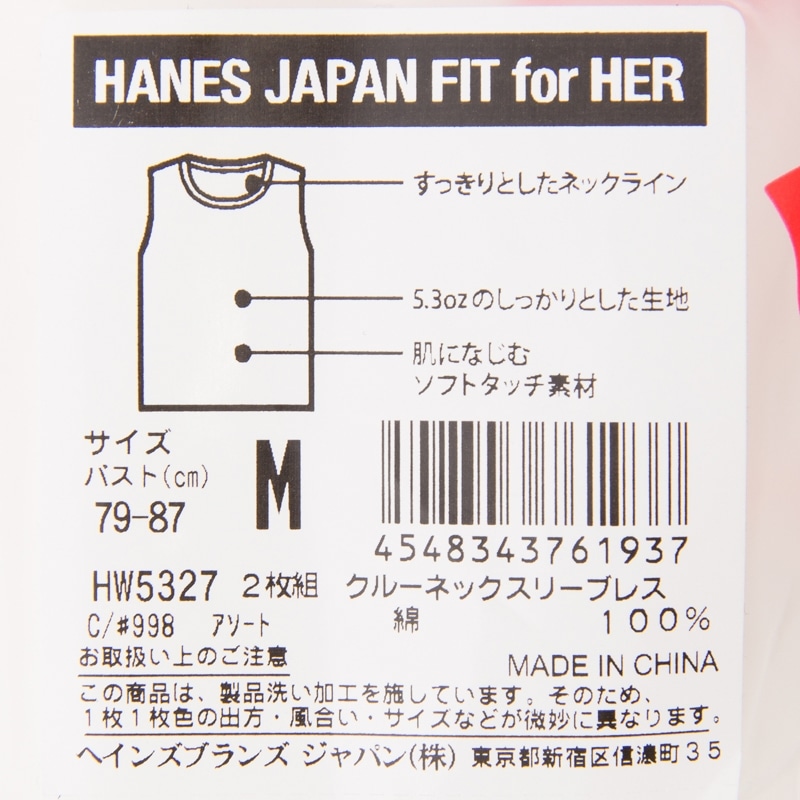 HANES JAPAN FIT for HER
すっきりとしたネックライン
5.3ozのしっかりとした生地
肌になじむ
ソフトタッチ素材
サイズ
バスト(cm)
79-87
M
4548343761937
HW5327 2枚組 クルーネックスリーブレス
C/#998 アソート 綿 100%
お取扱い上のご注意
MADE IN CHINA
この商品は、製品洗い加工を施しています。そのため、
1枚1枚色の出方・風合い・サイズなどが微妙に異なります。
ヘインズブランズ ジャパン(株) 東京都新宿区信濃町35